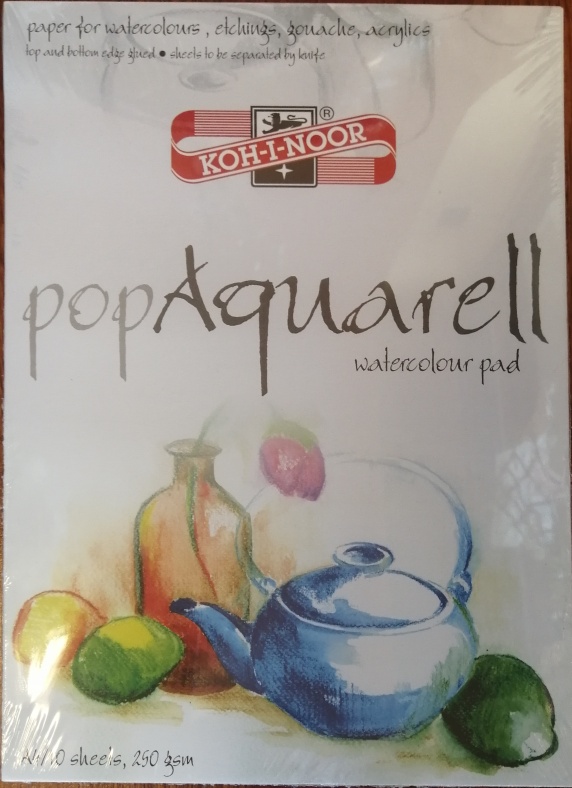 paper for watercolours, etchings, gouache, acrylics
top and bottom edge glued ● sheets to be separated by knife
KOH-I-NOOR ®
popAquarell
watercolour pad
A4/10 sheets, 250 gsm